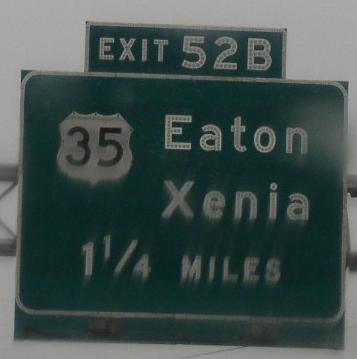 EXIT 52B
35 Eaton
Xenia
1 1/4 MILES